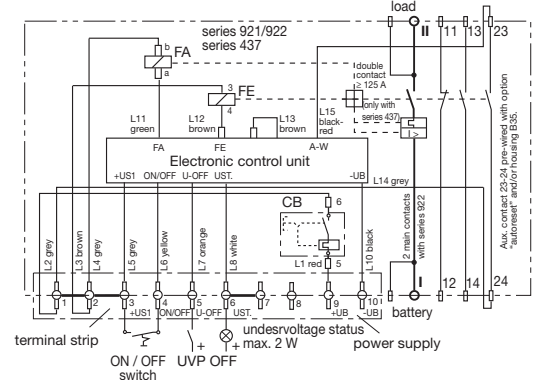 load
series 921/922
series 437
II
11
13
23
b
FA
a
double
contact
≥ 125 A
3
FE
4
(only with
series 437)
L11
green
L12
brown
L13
brown
L15
black-
red
I >
FA
FE
A-W
Electronic control unit
+US1
ON/OFF
U-OFF
UST.
-UB
L14 grey
CB
6
L2 grey
L3 brown
L4 grey
L5 grey
L6 yellow
L7 orange
L8 white
L1 red
5
L10 black
2 main contacts
with series 922
Aux. contact 23-24 pre-wired with option
"autoreset" and/or housing B35.
I
12
14
24
1
2
3
4
5
6
7
8
9
10
battery
+US1
ON/OFF
U-OFF
UST.
+UB
-UB
terminal strip
undesrvoltage status
max. 2 W
power supply
+
+
ON / OFF
switch
UVP OFF